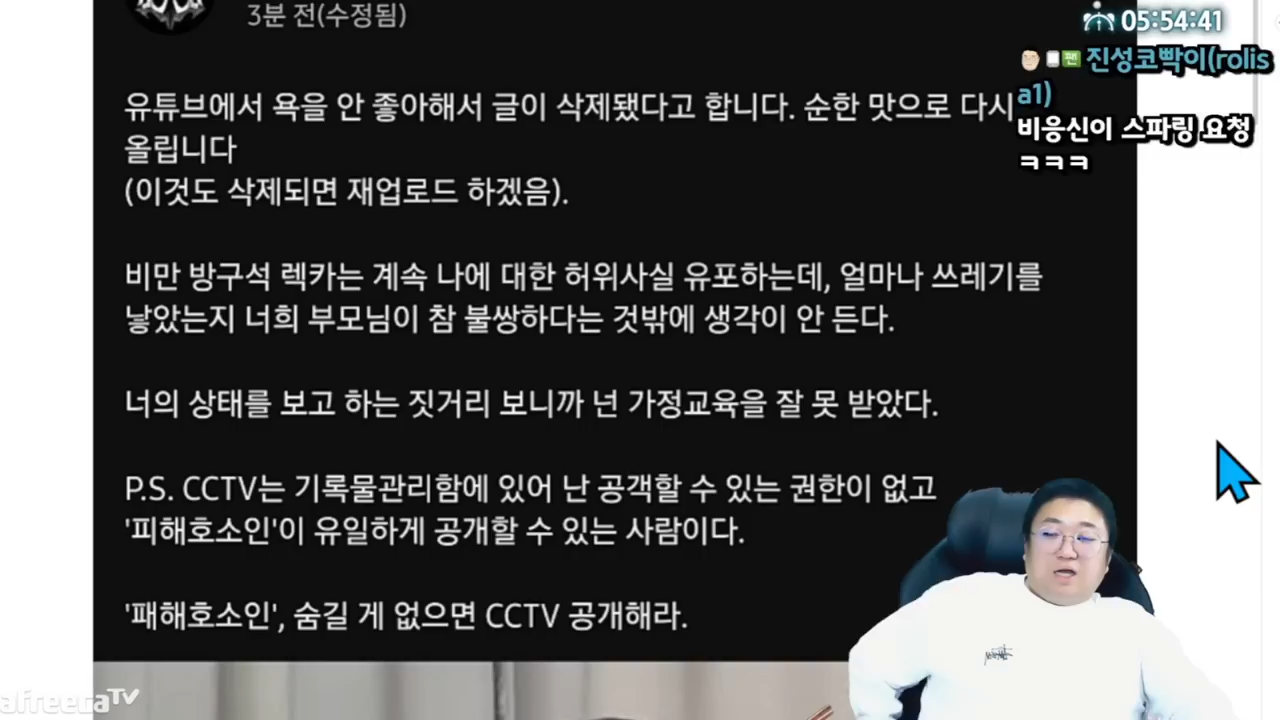 3분 전(수정됨)
05:54:41
팬 진성코빡이(rolis
a1)
비응신이 스파링 요청
ㅋㅋㅋ
유튜브에서 욕을 안 좋아해서 글이 삭제됐다고 합니다. 순한 맛으로 다시
올립니다
(이것도 삭제되면 재업로드 하겠음).
비만 방구석 렉카는 계속 나에 대한 허위사실 유포하는데, 얼마나 쓰레기를
낳았는지 너희 부모님이 참 불쌍하다는 것밖에 생각이 안 든다.
너의 상태를 보고 하는 짓거리 보니까 넌 가정교육을 잘 못 받았다.
P.S. CCTV는 기록물관리함에 있어 난 공객할 수 있는 권한이 없고
'피해호소인'이 유일하게 공개할 수 있는 사람이다.
'패해호소인', 숨길 게 없으면 CCTV 공개해라.
afreecaTV